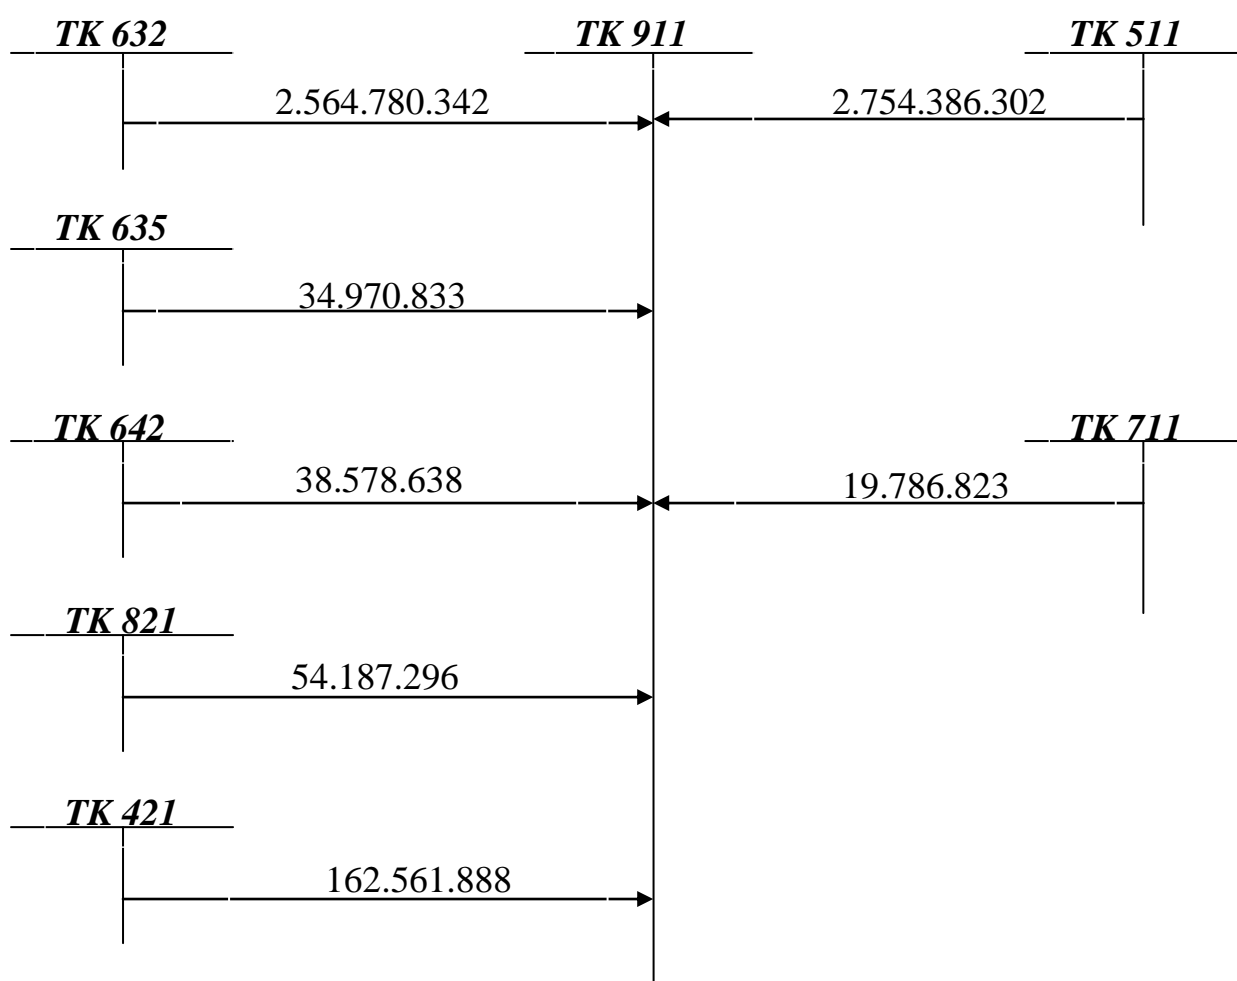 TK 632 TK 911 TK 511
2.564.780.342 2.754.386.302
TK 635
34.970.833
TK 642 TK 711
38.578.638 19.786.823
TK 821
54.187.296
TK 421
162.561.888